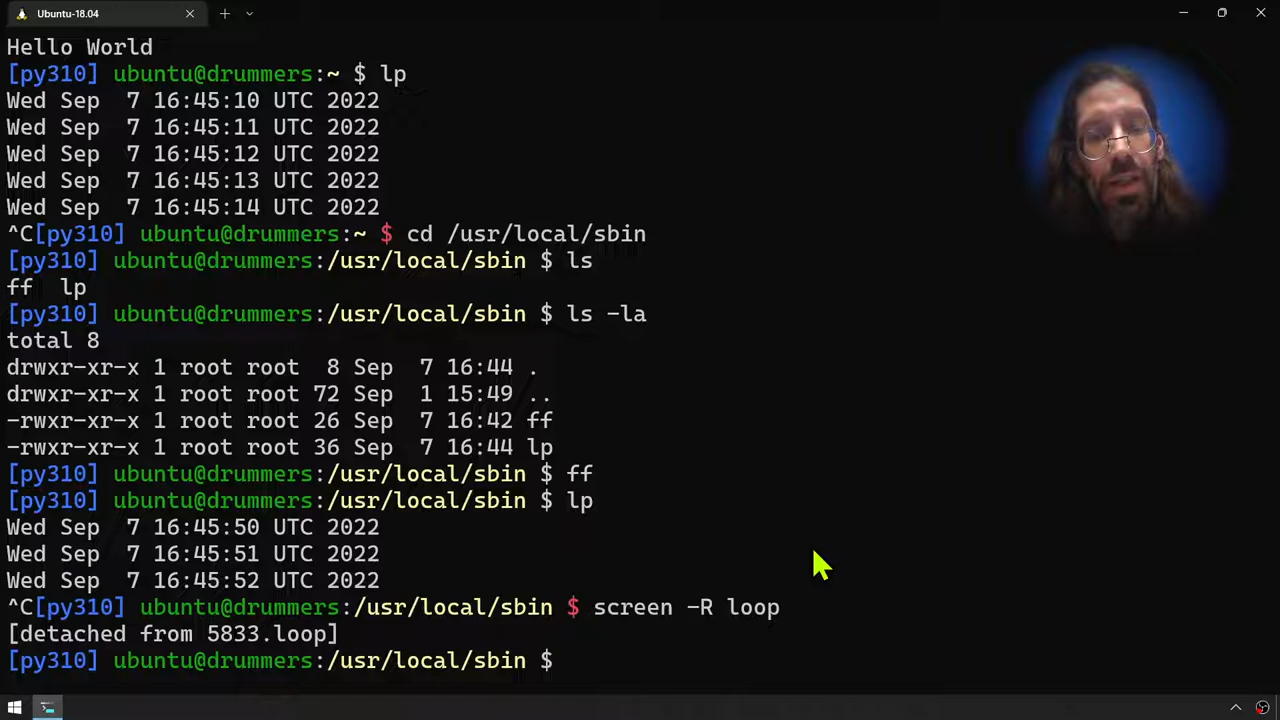 Ubuntu-18.04
Hello World
[py310] ubuntu@drummers:~ $ lp
Wed Sep  7 16:45:10 UTC 2022
Wed Sep  7 16:45:11 UTC 2022
Wed Sep  7 16:45:12 UTC 2022
Wed Sep  7 16:45:13 UTC 2022
Wed Sep  7 16:45:14 UTC 2022
^C[py310] ubuntu@drummers:~ $ cd /usr/local/sbin
[py310] ubuntu@drummers:/usr/local/sbin $ ls
ff  lp
[py310] ubuntu@drummers:/usr/local/sbin $ ls -la
total 8
drwxr-xr-x 1 root root  8 Sep  7 16:44 .
drwxr-xr-x 1 root root 72 Sep  1 15:49 ..
-rwxr-xr-x 1 root root 26 Sep  7 16:42 ff
-rwxr-xr-x 1 root root 36 Sep  7 16:44 lp
[py310] ubuntu@drummers:/usr/local/sbin $ ff
[py310] ubuntu@drummers:/usr/local/sbin $ lp
Wed Sep  7 16:45:50 UTC 2022
Wed Sep  7 16:45:51 UTC 2022
Wed Sep  7 16:45:52 UTC 2022
^C[py310] ubuntu@drummers:/usr/local/sbin $ screen -R loop
[detached from 5833.loop]
[py310] ubuntu@drummers:/usr/local/sbin $